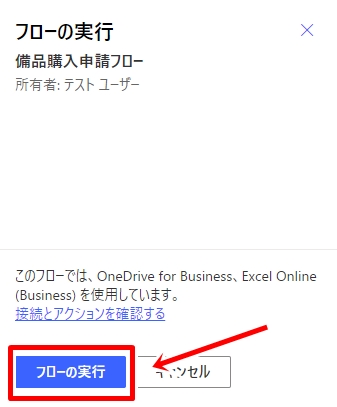 フローの実行
備品購入申請フロー
所有者: テスト ユーザー
このフローでは、OneDrive for Business、Excel Online
(Business) を使用しています。
接続とアクションを確認する
フローの実行
キャンセル